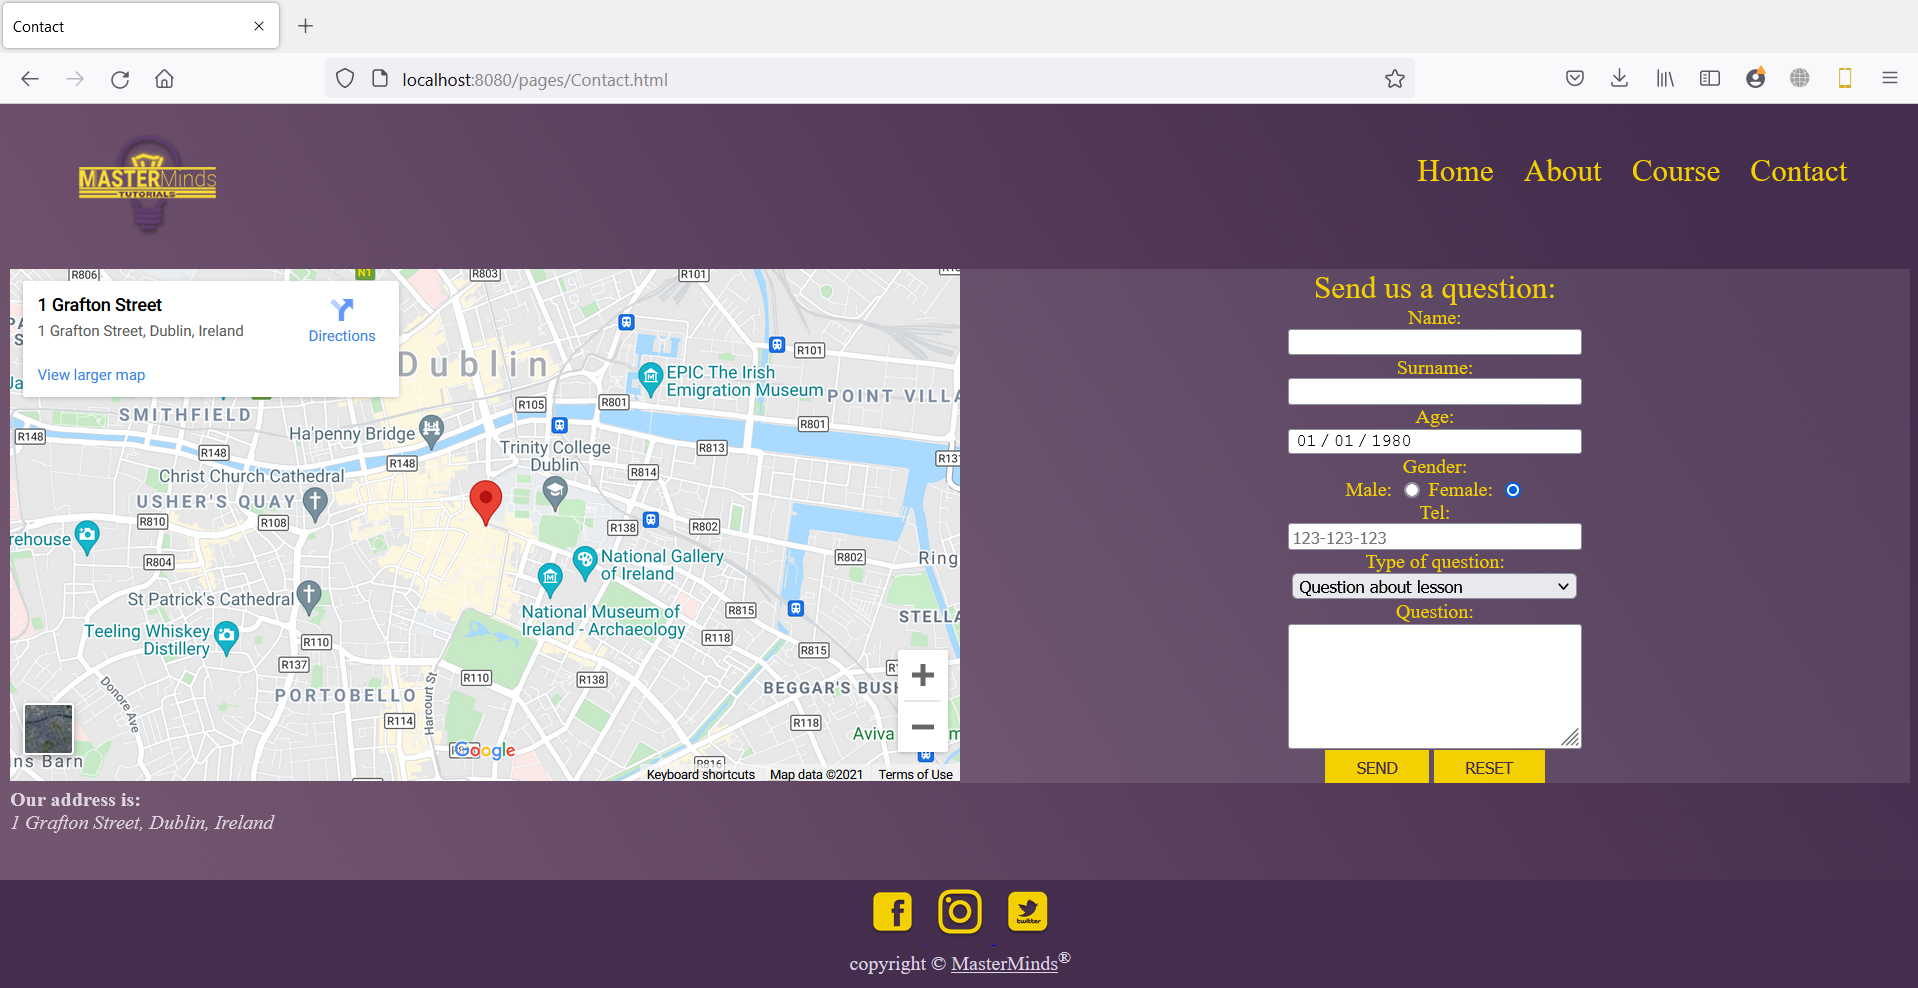 Contact
localhost:8080/pages/Contact.html
MASTERMinds
TUTORIALS
Home About Course Contact
1 Grafton Street
1 Grafton Street, Dublin, Ireland
Directions
View larger map
R806
N1
R803
R101
Dublin
R101
EPIC The Irish
Emigration Museum
POINT VILLA
SMITHFIELD
R105
R801
R801
R148
Ha'penny Bridge
Trinity College
Dublin
R813
R148
R148
R814
Christ Church Cathedral
USHER'S QUAY
R810
R108
R138
R802
rehouse
R802
Ring
National Gallery
of Ireland
R804
St Patrick's Cathedral
National Museum of
Ireland - Archaeology
R815
STELLA
Teeling Whiskey
Distillery
R110
R118
R815
R137
R110
R138
PORTOBELLO
BEGGAR'S BUSH
Donore Ave
Harcourt St
R114
R118
Aviva
ins Barn
Google
R816
Keyboard shortcuts Map data ©2021 Terms of Use
Send us a question:
Name:
Surname:
Age:
01 / 01 / 1980
Gender:
Male: Female:
Tel:
123-123-123
Type of question:
Question about lesson
Question:
SEND RESET
Our address is:
1 Grafton Street, Dublin, Ireland
twitter
copyright © MasterMinds®